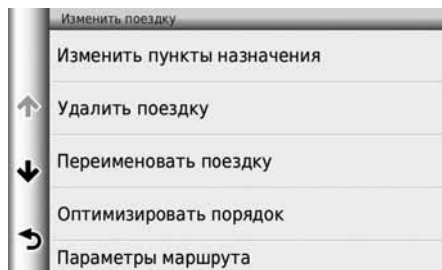 Изменить поездку
Изменить пункты назначения
Удалить поездку
Переименовать поездку
Оптимизировать порядок
Параметры маршрута